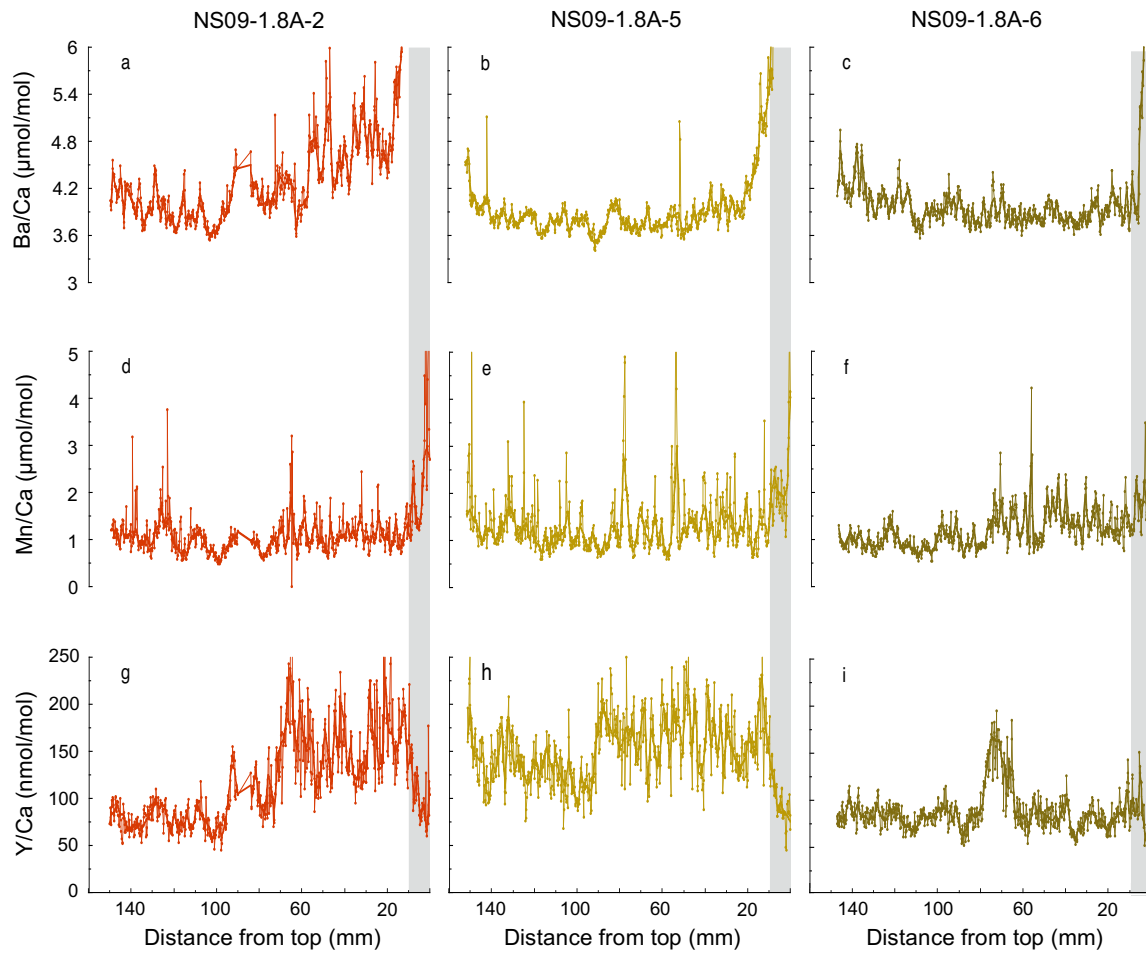 NS09-1.8A-2 NS09-1.8A-5 NS09-1.8A-6
Ba/Ca (µmol/mol)
6
5.4
4.8
4.2
3.6
3
a
b
c
Mn/Ca (µmol/mol)
5
4
3
2
1
0
d
e
f
Y/Ca (nmol/mol)
250
200
150
100
50
0
g
h
i
140 100 60 20 140 100 60 20 140 100 60 20
Distance from top (mm) Distance from top (mm) Distance from top (mm)